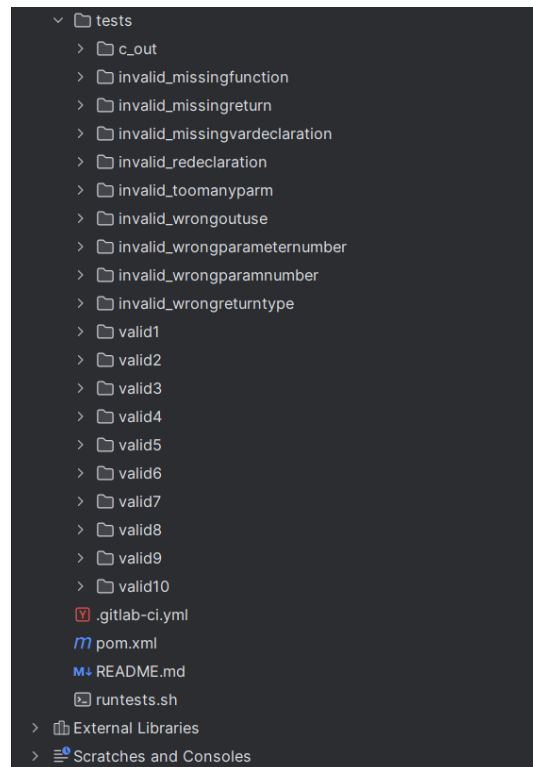 tests
c_out
invalid_missingfunction
invalid_missingreturn
invalid_missingvardeclaration
invalid_redeclaration
invalid_toomanyparm
invalid_wrongoutuse
invalid_wrongparameternumber
invalid_wrongparamnumber
invalid_wrongreturntype
valid1
valid2
valid3
valid4
valid5
valid6
valid7
valid8
valid9
valid10
Y .gitlab-ci.yml
m pom.xml
M↓ README.md
runtests.sh
External Libraries
Scratches and Consoles